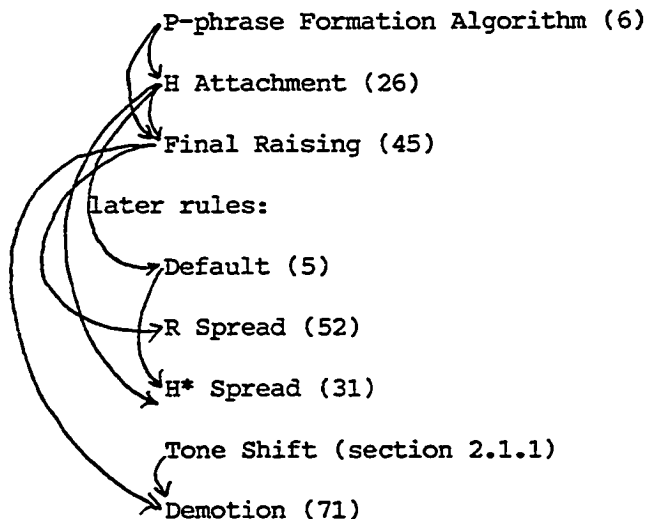 P-phrase Formation Algorithm (6)
H Attachment (26)
Final Raising (45)
later rules:
Default (5)
R Spread (52)
H* Spread (31)
Tone Shift (section 2.1.1)
Demotion (71)